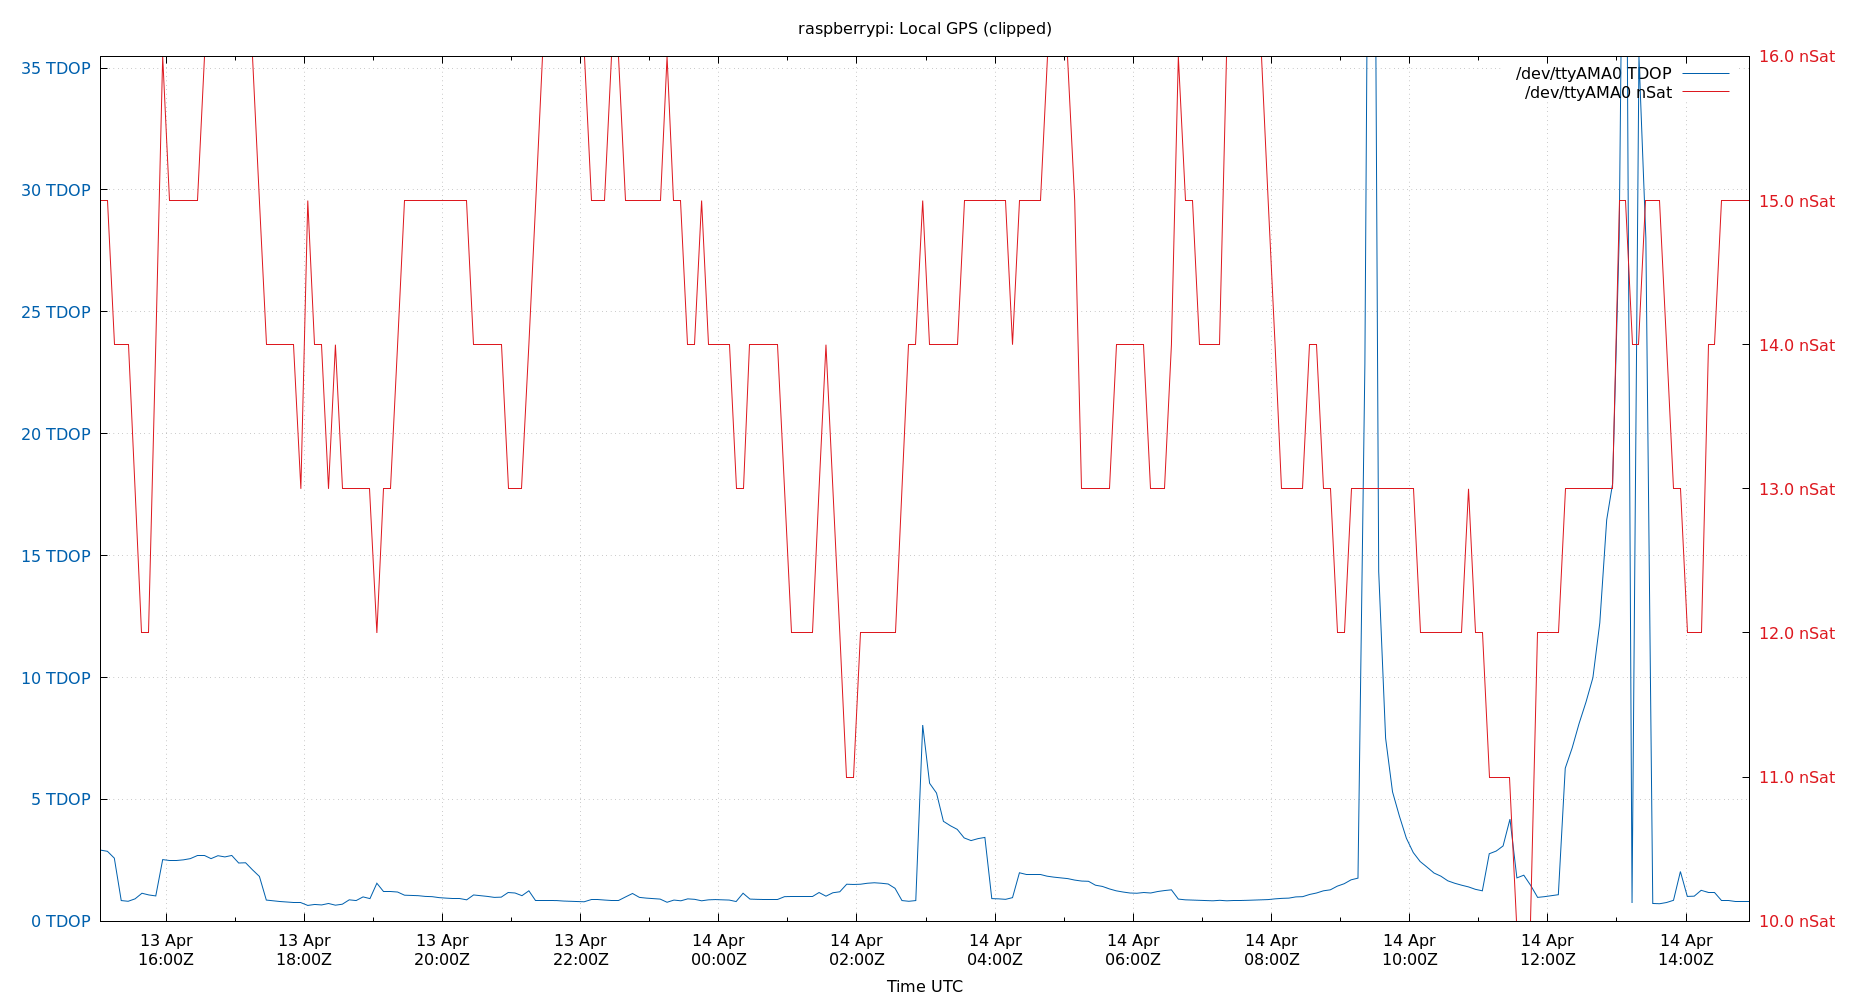 raspberrypi: Local GPS (clipped)
35 TDOP
30 TDOP
25 TDOP
20 TDOP
15 TDOP
10 TDOP
5 TDOP
0 TDOP
16.0 nSat
15.0 nSat
14.0 nSat
13.0 nSat
12.0 nSat
11.0 nSat
10.0 nSat
/dev/ttyAMA0 TDOP
/dev/ttyAMA0 nSat
13 Apr
16:00Z
13 Apr
18:00Z
13 Apr
20:00Z
13 Apr
22:00Z
14 Apr
00:00Z
14 Apr
02:00Z
14 Apr
04:00Z
14 Apr
06:00Z
14 Apr
08:00Z
14 Apr
10:00Z
14 Apr
12:00Z
14 Apr
14:00Z
Time UTC